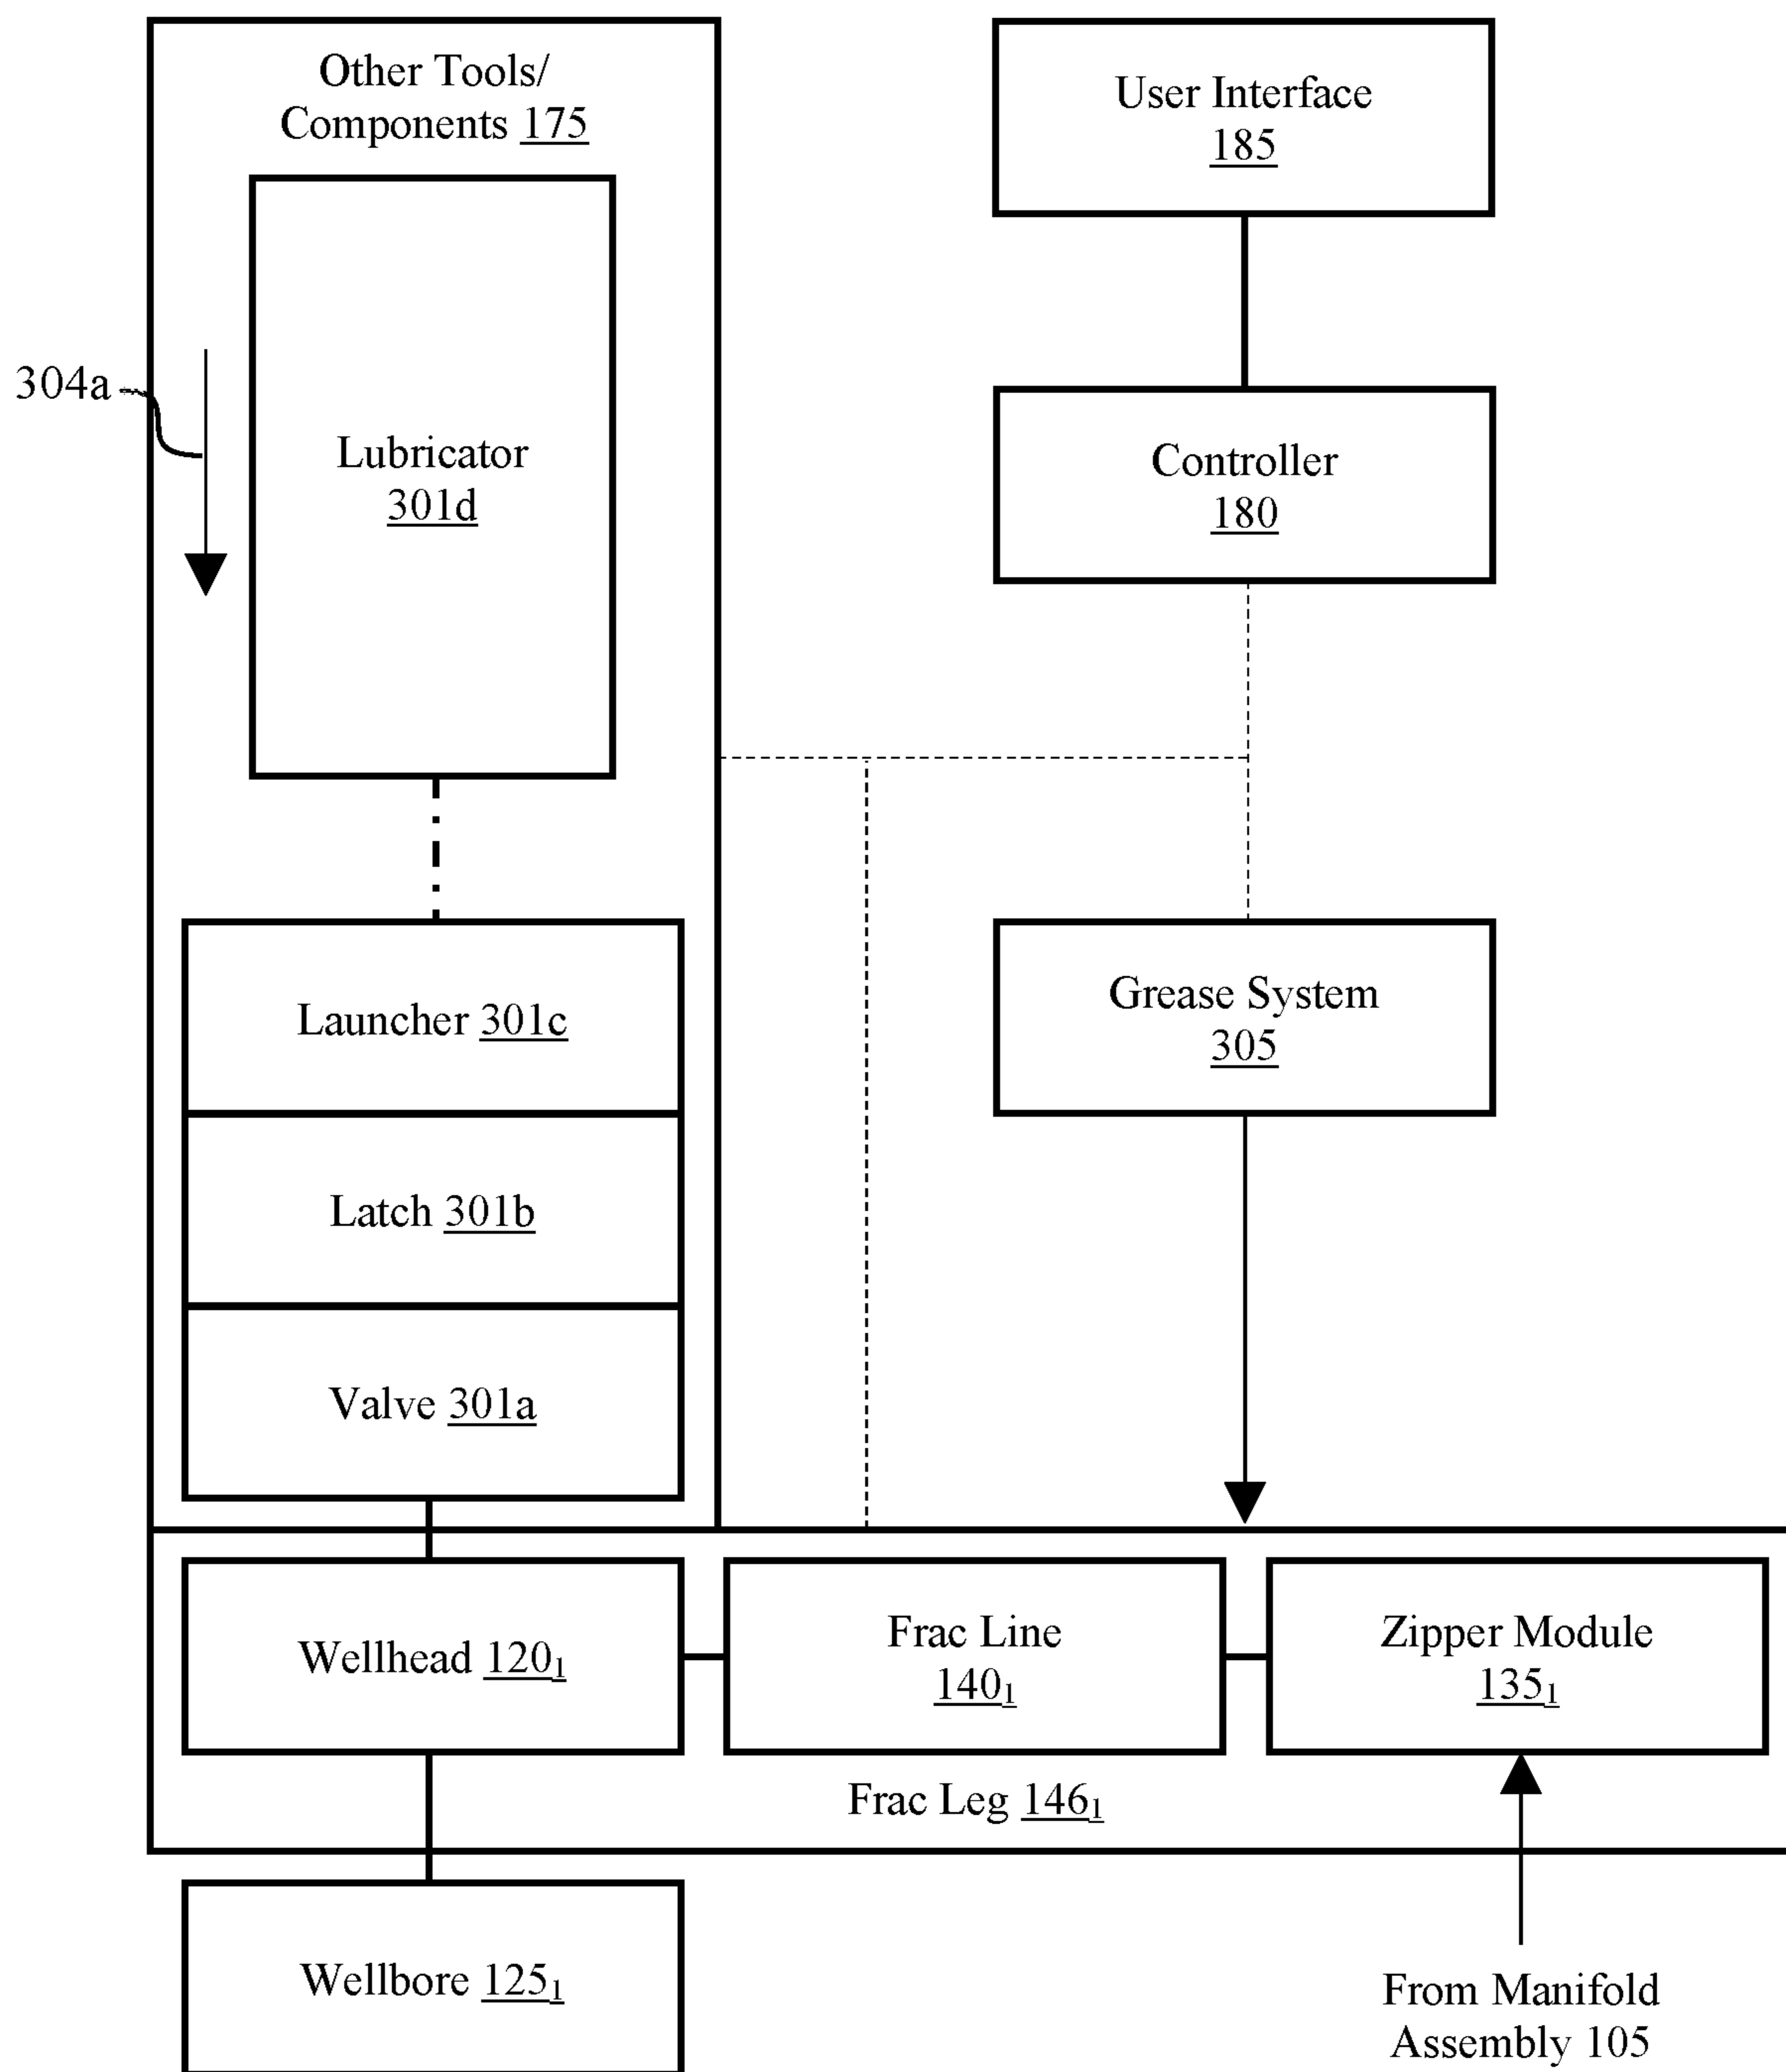 Other Tools/
Components 175
304a
Lubricator
301d
Launcher 301c
Latch 301b
Valve 301a
User Interface
185
Controller
180
Grease System
305
Wellhead 120₁
Frac Line
140₁
Zipper Module
135₁
Frac Leg 146₁
Wellbore 125₁
From Manifold
Assembly 105